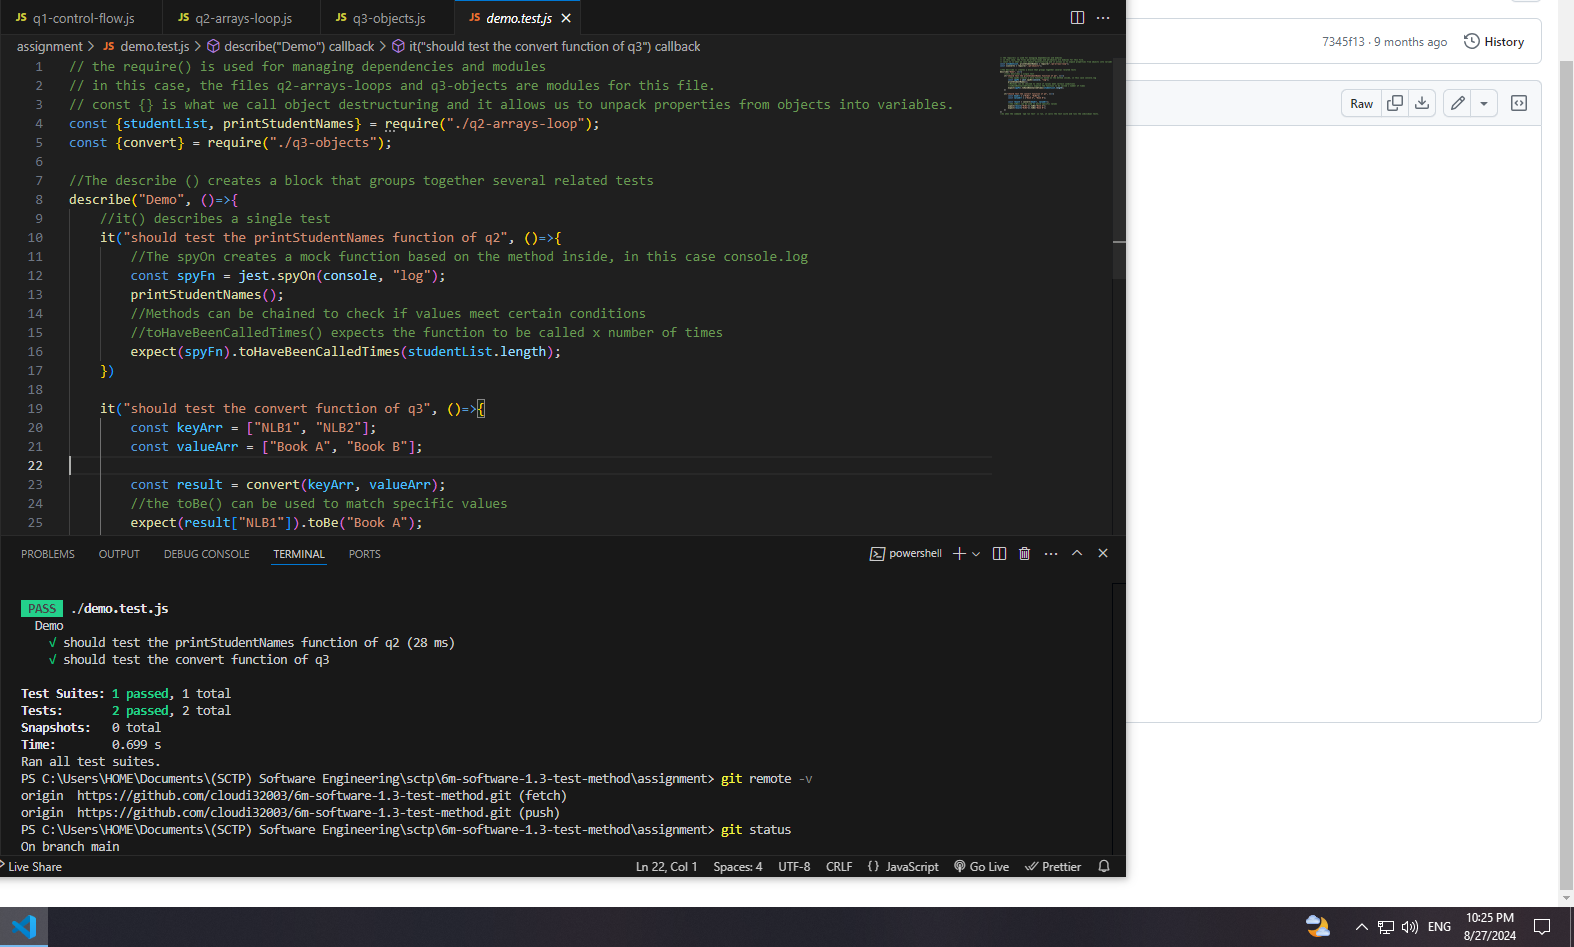 JS q1-control-flow.js JS q2-arrays-loop.js JS q3-objects.js JS demo.test.js
assignment > JS demo.test.js > describe("Demo") callback > it("should test the convert function of q3") callback
1 // the require() is used for managing dependencies and modules
2 // in this case, the files q2-arrays-loops and q3-objects are modules for this file.
3 // const {} is what we call object destructuring and it allows us to unpack properties from objects into variables.
4 const {studentList, printStudentNames} = require("./q2-arrays-loop");
5 const {convert} = require("./q3-objects");
6
7 //The describe () creates a block that groups together several related tests
8 describe("Demo", ()=>{
9 //it() describes a single test
10 it("should test the printStudentNames function of q2", ()=>{
11 //The spyOn creates a mock function based on the method inside, in this case console.log
12 const spyFn = jest.spyOn(console, "log");
13 printStudentNames();
14 //Methods can be chained to check if values meet certain conditions
15 //toHaveBeenCalledTimes() expects the function to be called x number of times
16 expect(spyFn).toHaveBeenCalledTimes(studentList.length);
17 })
18
19 it("should test the convert function of q3", ()=>{
20 const keyArr = ["NLB1", "NLB2"];
21 const valueArr = ["Book A", "Book B"];
22
23 const result = convert(keyArr, valueArr);
24 //the toBe() can be used to match specific values
25 expect(result["NLB1"]).toBe("Book A");
7345f13 · 9 months ago History
Raw
PROBLEMS OUTPUT DEBUG CONSOLE TERMINAL PORTS powershell
PASS ./demo.test.js
Demo
√ should test the printStudentNames function of q2 (28 ms)
√ should test the convert function of q3
Test Suites: 1 passed, 1 total
Tests: 2 passed, 2 total
Snapshots: 0 total
Time: 0.699 s
Ran all test suites.
PS C:\Users\HOME\Documents\(SCTP) Software Engineering\sctp\6m-software-1.3-test-method\assignment> git remote -v
origin https://github.com/cloudi32003/6m-software-1.3-test-method.git (fetch)
origin https://github.com/cloudi32003/6m-software-1.3-test-method.git (push)
PS C:\Users\HOME\Documents\(SCTP) Software Engineering\sctp\6m-software-1.3-test-method\assignment> git status
On branch main
Live Share Ln 22, Col 1 Spaces: 4 UTF-8 CRLF {} JavaScript Go Live Prettier
ENG 10:25 PM
8/27/2024